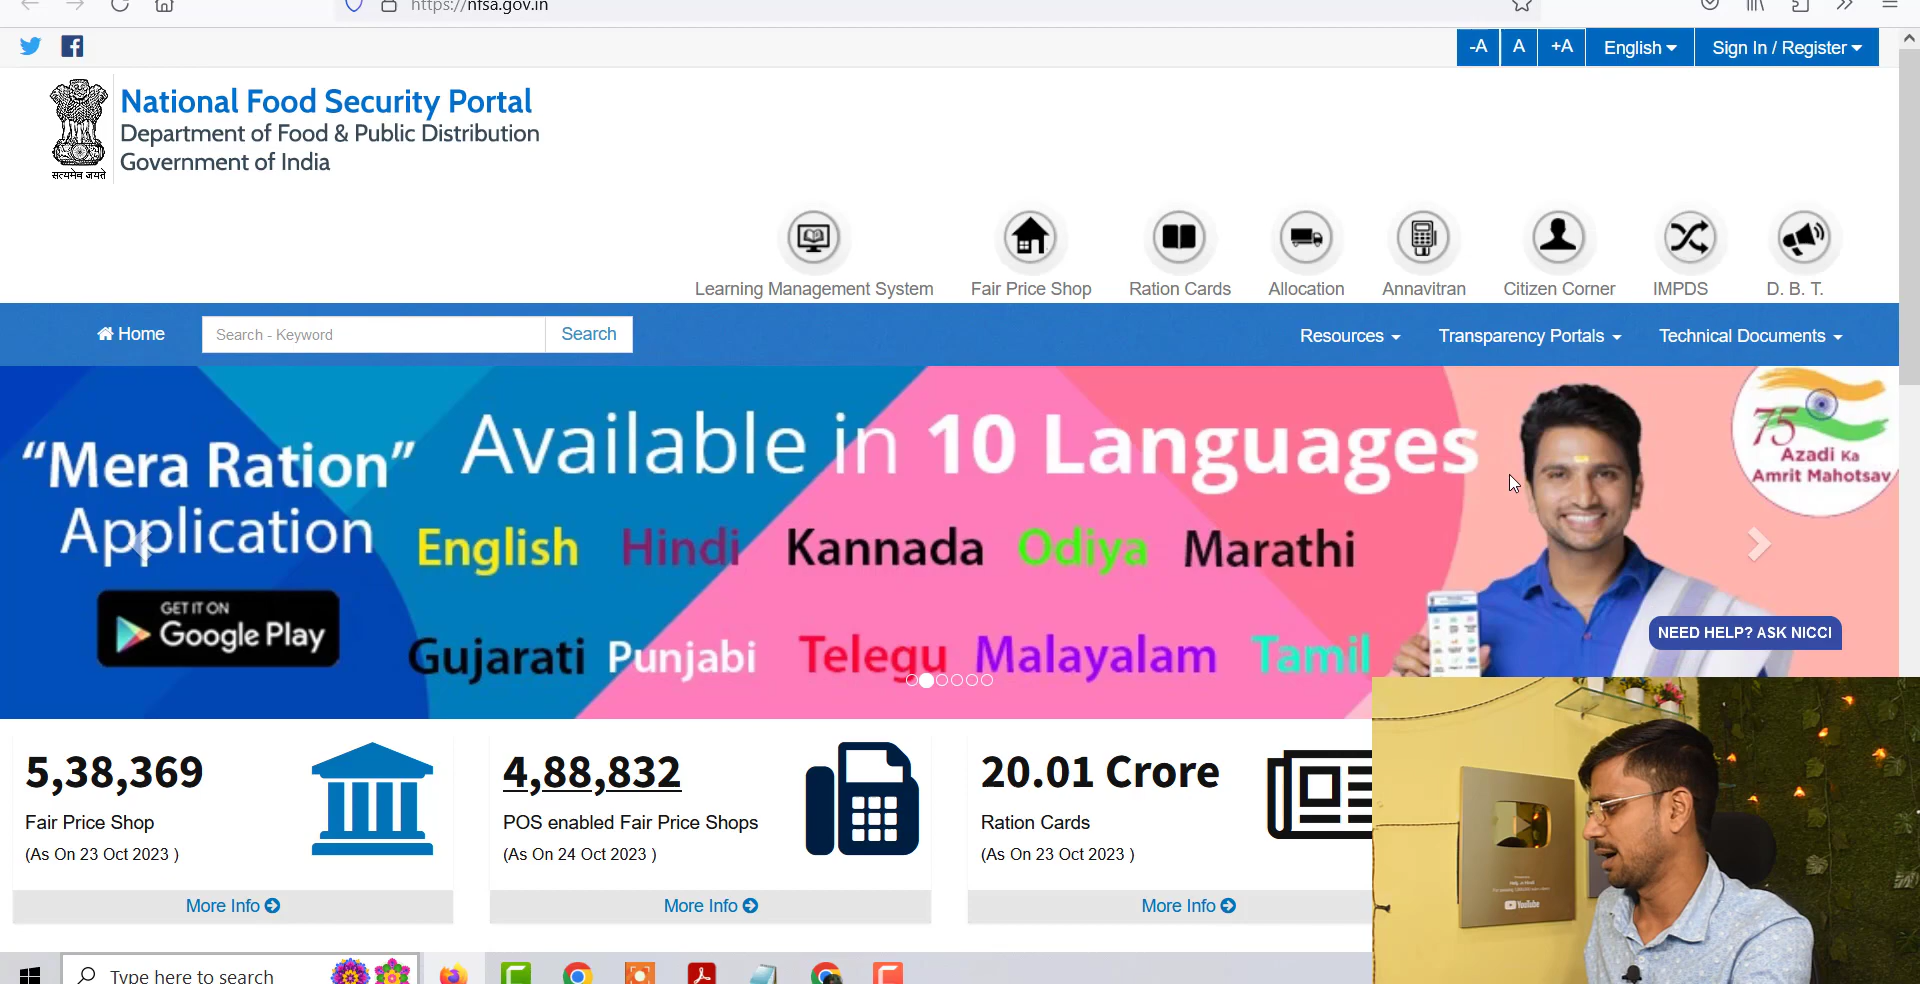 https://nfsa.gov.in
-A A +A English Sign In / Register
National Food Security Portal
Department of Food & Public Distribution
Government of India
सत्यमेव जयते
Learning Management System Fair Price Shop Ration Cards Allocation Annavitran Citizen Corner IMPDS D. B. T.
Home Search - Keyword Search Resources Transparency Portals Technical Documents
“Mera Ration”
Application
GET IT ON
Google Play
Available in 10 Languages
English Hindi Kannada Odiya Marathi
Gujarati Punjabi Telegu Malayalam Tamil
75
Azadi Ka
Amrit Mahotsav
NEED HELP? ASK NICCI
5,38,369
Fair Price Shop
(As On 23 Oct 2023 )
More Info
4,88,832
POS enabled Fair Price Shops
(As On 24 Oct 2023 )
More Info
20.01 Crore
Ration Cards
(As On 23 Oct 2023 )
More Info
YouTube
Type here to search